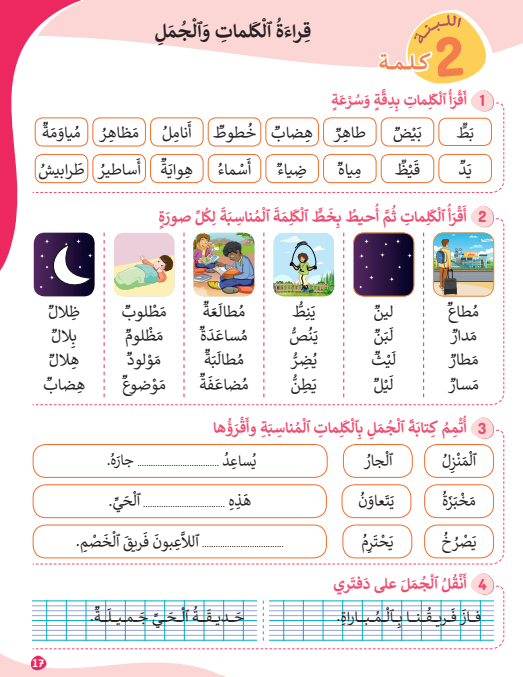 اللبنة
2
كلمة
قِراءَةُ ٱلْكَلِماتِ وَٱلْجُمَلِ
1 أَقْرَأُ ٱلْكَلِماتِ بِدِقَّةٍ وَسُرْعَةٍ
بَطٌّ بَيْضٌ طاهِرٌ هِضابٌ خُطوطٌ أَنامِلُ مَظاهِرُ مُياوَمَةٌ
يَدٌ قَيْظٌ مِياهٌ ضِياءٌ أَسْماءُ هِوايَةٌ أَساطيرُ طَرابيشُ
2 أَقْرَأُ ٱلْكَلِماتِ ثُمَّ أُحيطُ بِخَطٍّ ٱلْكَلِمَةَ ٱلْمُناسِبَةَ لِكُلِّ صورَةٍ
مُطاعٌ لينٌ يَنِطُّ مُطالَعَةٌ مَطْلوبٌ ظِلالٌ
مَدارٌ لَبَنٌ يَنُصُّ مُساعَدَةٌ مَظْلومٌ بِلالٌ
مَطارٌ لَيْثٌ يُضِرُّ مُطالَبَةٌ مَوْلودٌ هِلالٌ
مَسارٌ لَيْلٌ يَطِنُّ مُضاعَفَةٌ مَوْضوعٌ هِضابٌ
3 أُتْمِمُ كِتابَةَ ٱلْجُمَلِ بِٱلْكَلِماتِ ٱلْمُناسِبَةِ وَأَقْرَؤُها
ٱلْمَنْزِلُ ٱلْجارُ يُساعِدُ ........................ جارَهُ.
مَخْبَزَةُ يَتَعاوَنُ هَذِهِ ........................ ٱلْحَيِّ.
يَصْرُخُ يَحْتَرِمُ ........................ ٱللاَّعِبونَ فَريقَ ٱلْخَصْمِ.
4 أَنْقُلُ ٱلْجُمَلَ على دَفْتَري
فازَ فَريقُنا بِٱلْمُباراةِ. حَديقَةُ ٱلْحَيِّ جَميلَةٌ.
17